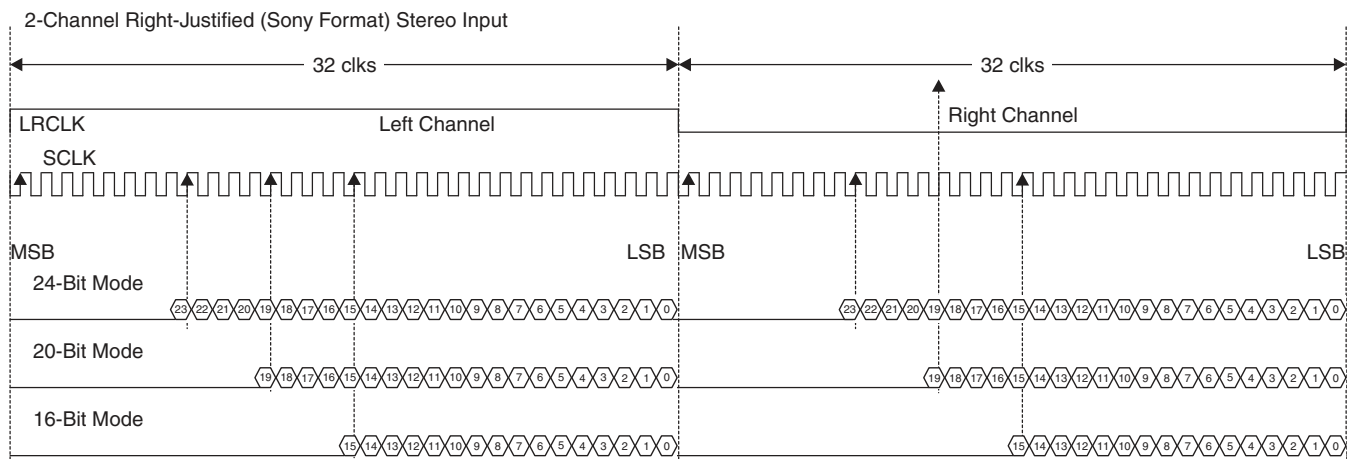 2-Channel Right-Justified (Sony Format) Stereo Input
32 clks 32 clks
LRCLK Left Channel Right Channel
SCLK
MSB LSB MSB LSB
24-Bit Mode
23 22 21 20 19 18 17 16 15 14 13 12 11 10 9 8 7 6 5 4 3 2 1 0 23 22 21 20 19 18 17 16 15 14 13 12 11 10 9 8 7 6 5 4 3 2 1 0
20-Bit Mode
19 18 17 16 15 14 13 12 11 10 9 8 7 6 5 4 3 2 1 0 19 18 17 16 15 14 13 12 11 10 9 8 7 6 5 4 3 2 1 0
16-Bit Mode
15 14 13 12 11 10 9 8 7 6 5 4 3 2 1 0 15 14 13 12 11 10 9 8 7 6 5 4 3 2 1 0